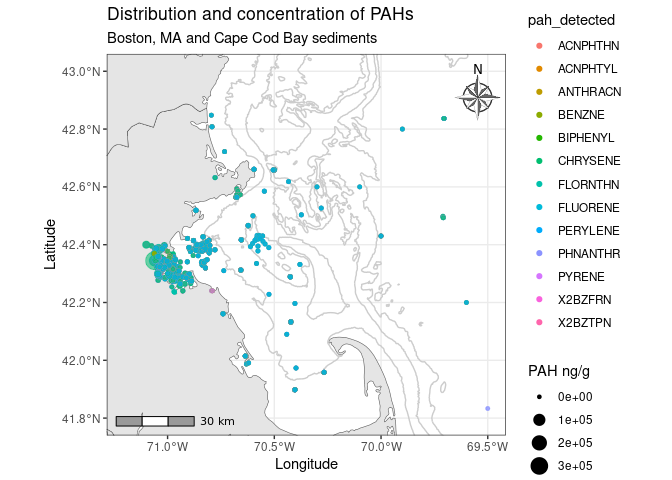 Distribution and concentration of PAHs
Boston, MA and Cape Cod Bay sediments
43.0°N
42.8°N
42.6°N
42.4°N
42.2°N
42.0°N
41.8°N
Latitude
N
30 km
71.0°W
70.5°W
70.0°W
69.5°W
Longitude
pah_detected
ACNPHTHN
ACNPHTYL
ANTHRACN
BENZNE
BIPHENYL
CHRYSENE
FLORNTHN
FLUORENE
PERYLENE
PHNANTHR
PYRENE
X2BZFRN
X2BZTPN
PAH ng/g
0e+00
1e+05
2e+05
3e+05